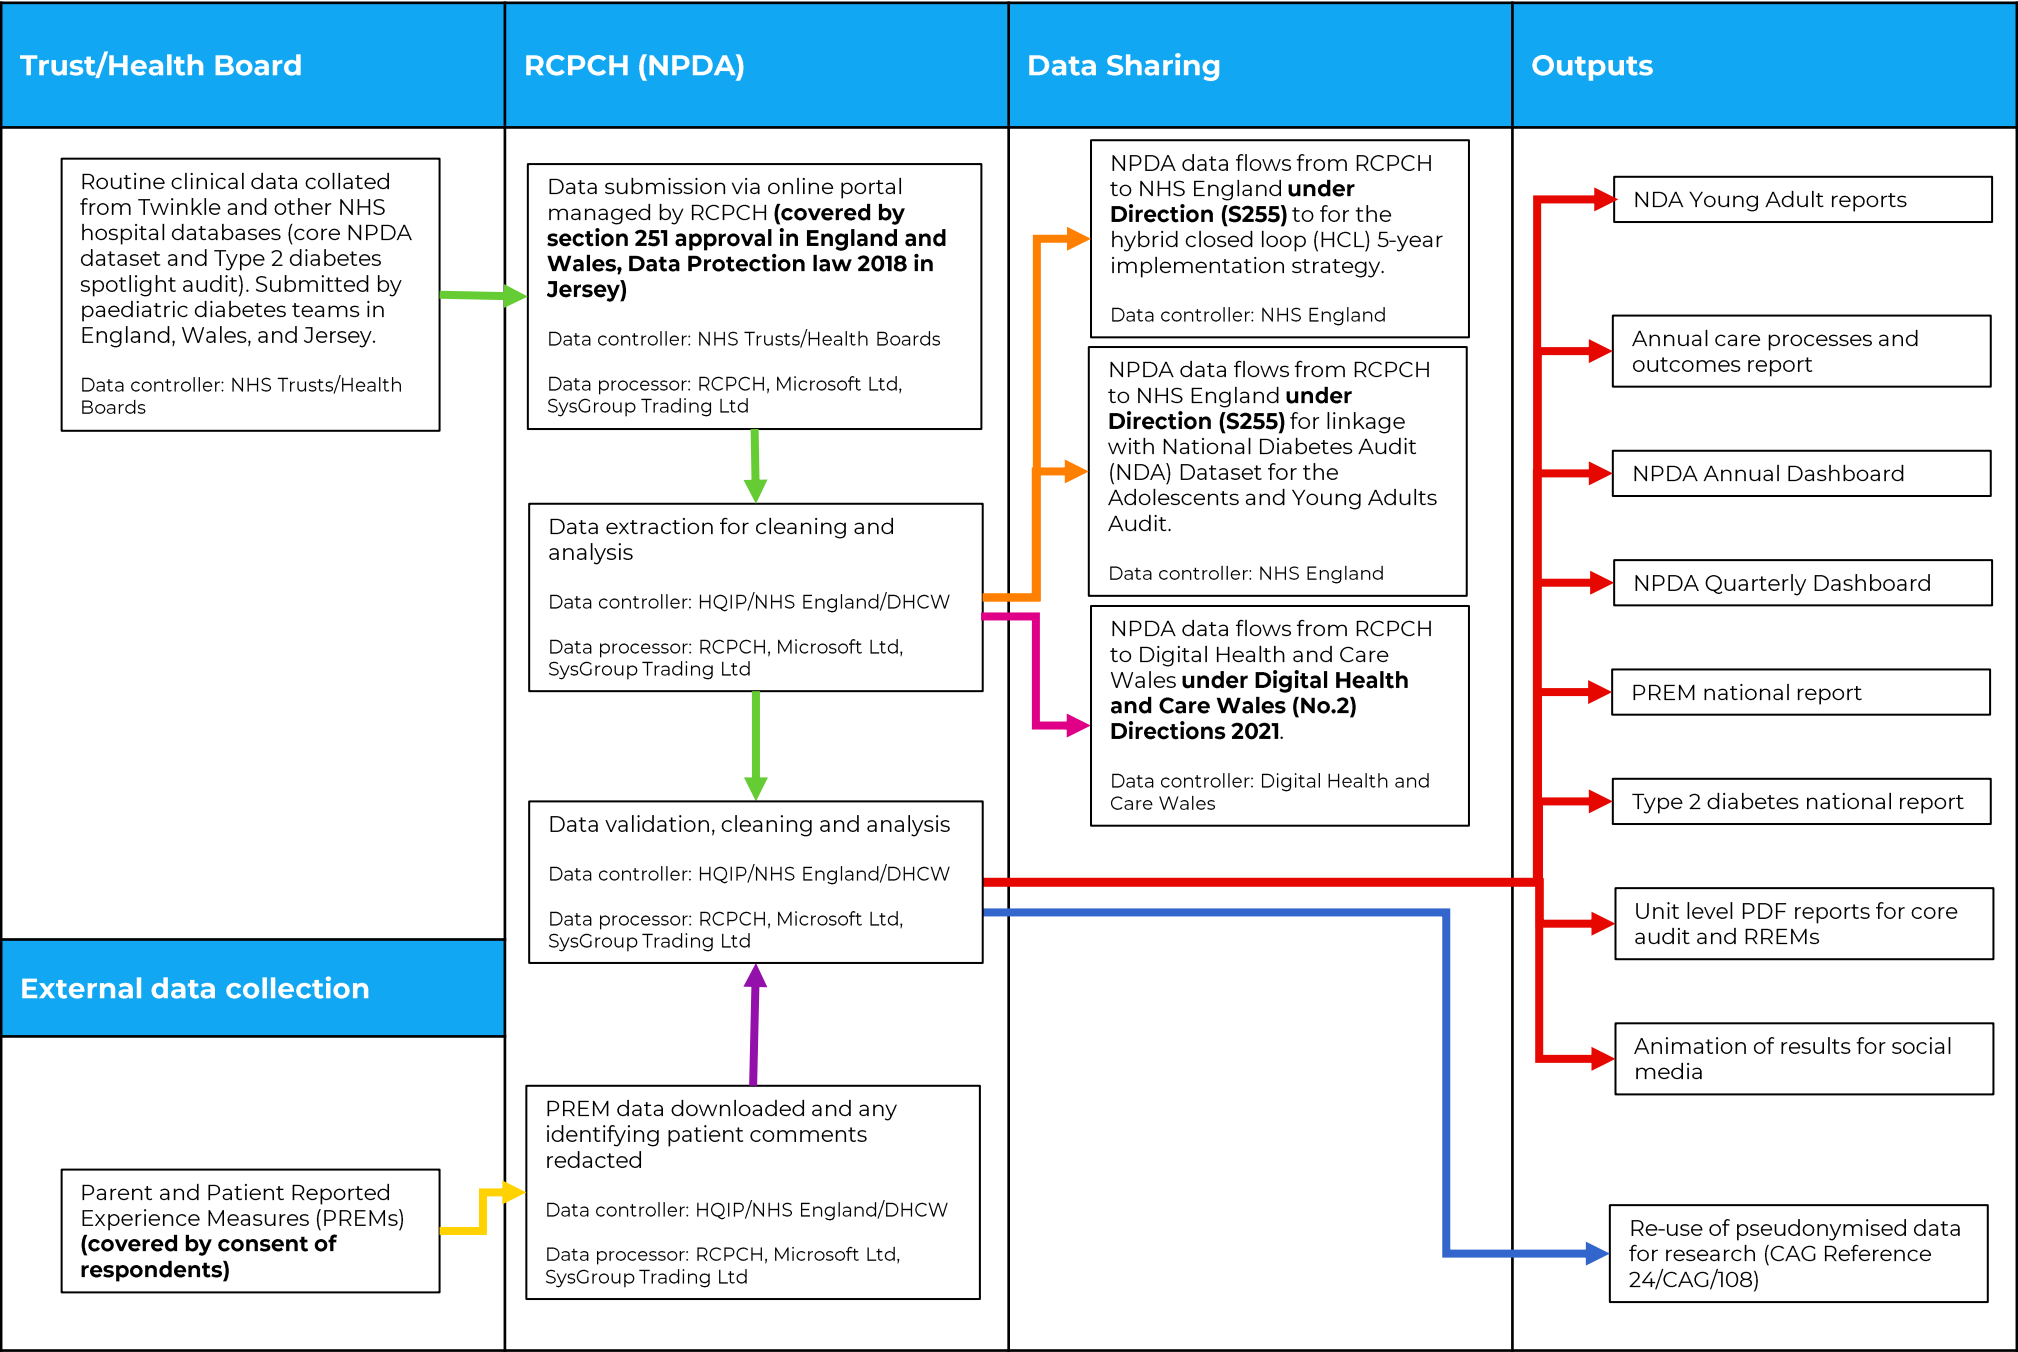 Trust/Health Board
RCPCH (NPDA)
Data Sharing
Outputs
Routine clinical data collated
from Twinkle and other NHS
hospital databases (core NPDA
dataset and Type 2 diabetes
spotlight audit). Submitted by
paediatric diabetes teams in
England, Wales, and Jersey.
Data controller: NHS Trusts/Health
Boards
External data collection
Parent and Patient Reported
Experience Measures (PREMs)
(covered by consent of
respondents)
Data submission via online portal
managed by RCPCH (covered by
section 251 approval in England and
Wales, Data Protection law 2018 in
Jersey)
Data controller: NHS Trusts/Health Boards
Data processor: RCPCH, Microsoft Ltd,
SysGroup Trading Ltd
Data extraction for cleaning and
analysis
Data controller: HQIP/NHS England/DHCW
Data processor: RCPCH, Microsoft Ltd,
SysGroup Trading Ltd
Data validation, cleaning and analysis
Data controller: HQIP/NHS England/DHCW
Data processor: RCPCH, Microsoft Ltd,
SysGroup Trading Ltd
PREM data downloaded and any
identifying patient comments
redacted
Data controller: HQIP/NHS England/DHCW
Data processor: RCPCH, Microsoft Ltd,
SysGroup Trading Ltd
NPDA data flows from RCPCH
to NHS England under
Direction (S255) to for the
hybrid closed loop (HCL) 5-year
implementation strategy.
Data controller: NHS England
NPDA data flows from RCPCH
to NHS England under
Direction (S255) for linkage
with National Diabetes Audit
(NDA) Dataset for the
Adolescents and Young Adults
Audit.
Data controller: NHS England
NPDA data flows from RCPCH
to Digital Health and Care
Wales under Digital Health
and Care Wales (No.2)
Directions 2021.
Data controller: Digital Health and
Care Wales
NDA Young Adult reports
Annual care processes and
outcomes report
NPDA Annual Dashboard
NPDA Quarterly Dashboard
PREM national report
Type 2 diabetes national report
Unit level PDF reports for core
audit and RREMs
Animation of results for social
media
Re-use of pseudonymised data
for research (CAG Reference
24/CAG/108)